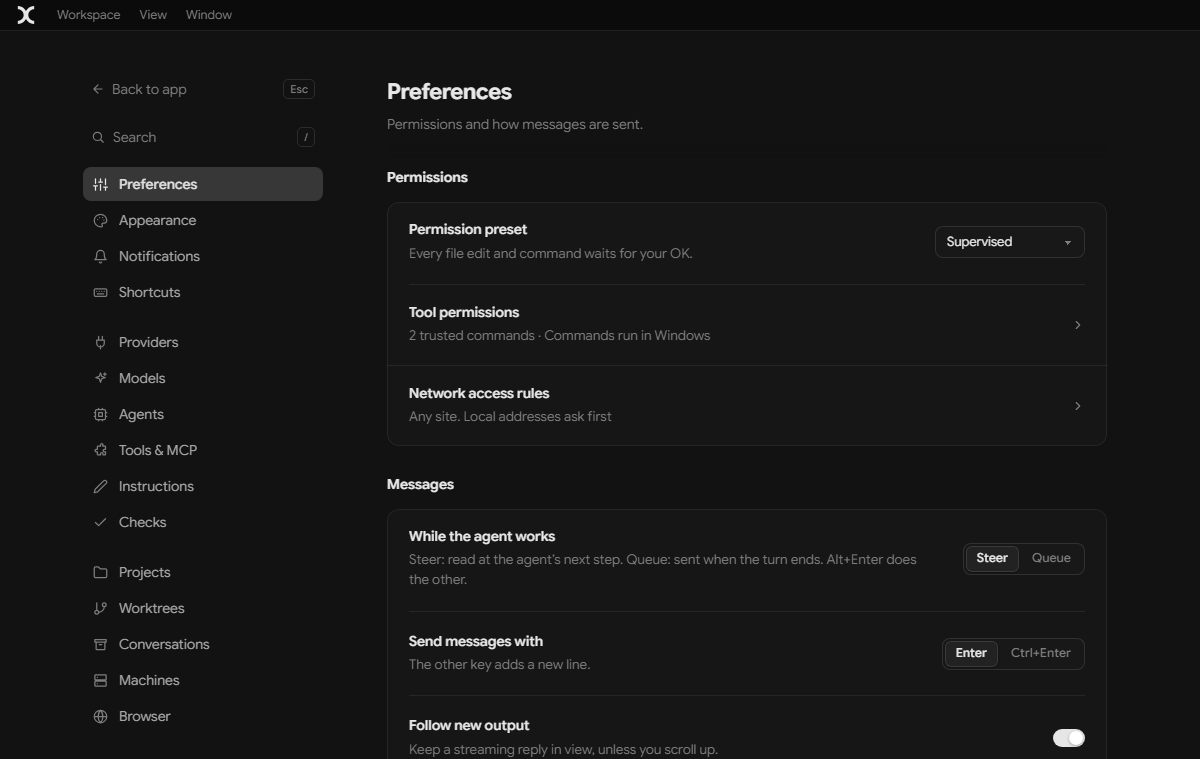 Workspace View Window
Back to app Esc
Search /
Preferences
Appearance
Notifications
Shortcuts
Providers
Models
Agents
Tools & MCP
Instructions
Checks
Projects
Worktrees
Conversations
Machines
Browser
Preferences
Permissions and how messages are sent.
Permissions
Permission preset
Every file edit and command waits for your OK.
Supervised
Tool permissions
2 trusted commands · Commands run in Windows
Network access rules
Any site. Local addresses ask first
Messages
While the agent works
Steer: read at the agent's next step. Queue: sent when the turn ends. Alt+Enter does
the other.
Steer Queue
Send messages with
The other key adds a new line.
Enter Ctrl+Enter
Follow new output
Keep a streaming reply in view, unless you scroll up.